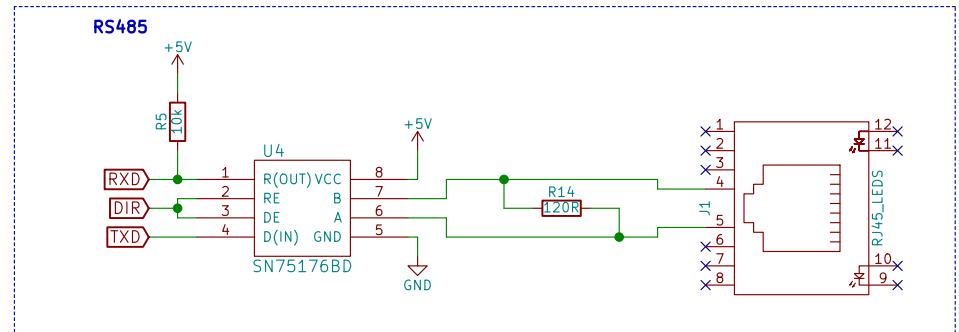 RS485
+5V
R5
10k
+5V
U4
RXD
DIR
TXD
1
2
3
4
R(OUT) VCC
RE B
DE A
D(IN) GND
8
7
6
5
SN75176BD
GND
R14
120R
J1
1
2
3
4
5
6
7
8
12
11
10
9
RJ45_LEDS